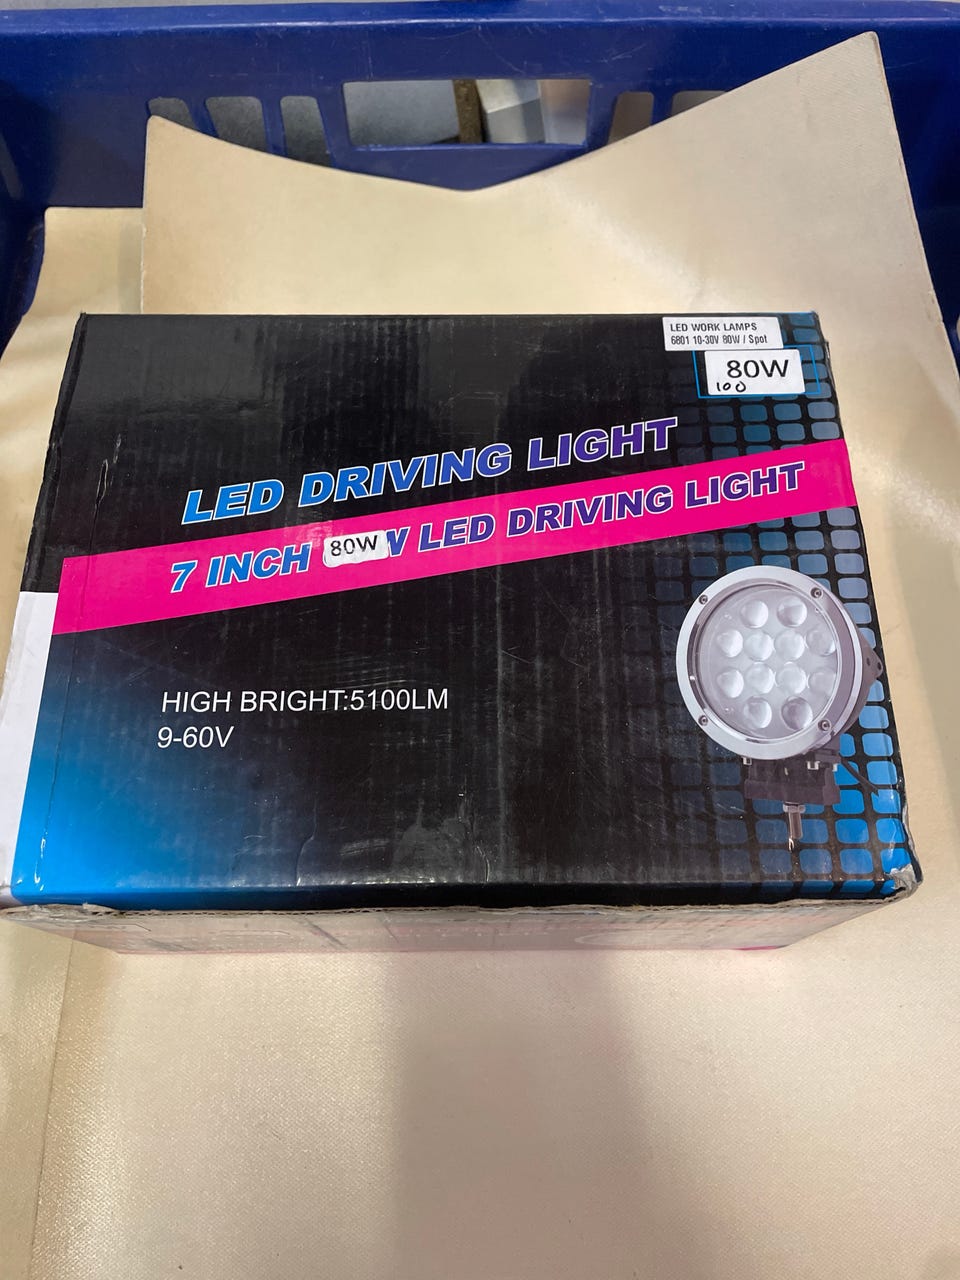 LED WORK LAMPS
6801 10-30V 80W / Spot
80W
100
LED DRIVING LIGHT
7 INCH 80W W LED DRIVING LIGHT
HIGH BRIGHT:5100LM
9-60V